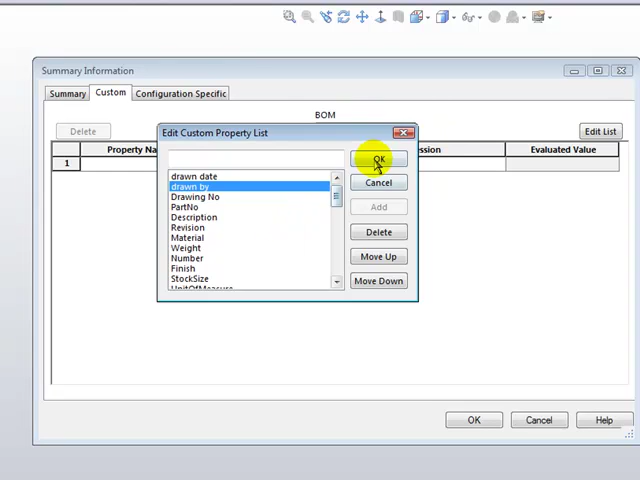 Summary Information
Summary
Custom
Configuration Specific
BOM
Delete
Edit List
Property Na
ession
Evaluated Value
1
Edit Custom Property List
OK
Cancel
Add
Delete
Move Up
Move Down
drawn date
drawn by
Drawing No
PartNo
Description
Revision
Material
Weight
Number
Finish
StockSize
UnitOfMeasure
OK
Cancel
Help